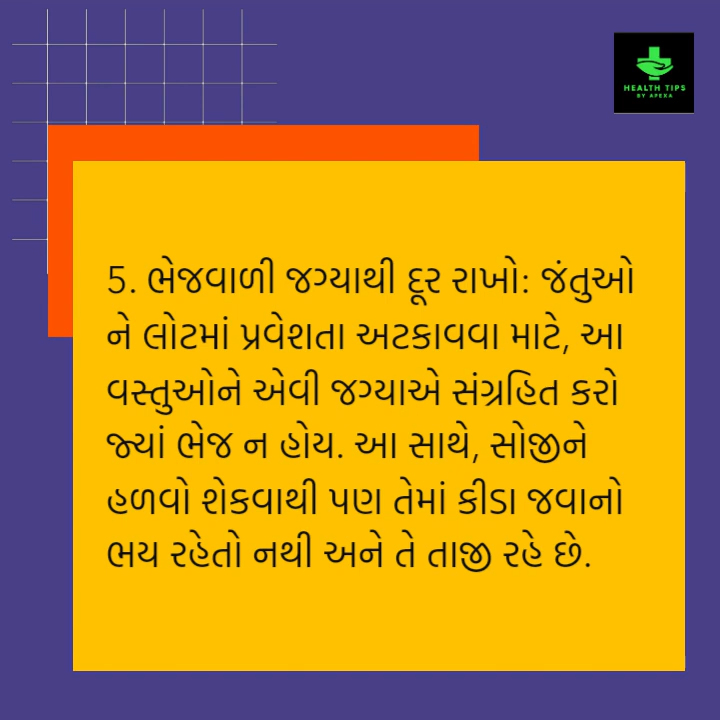 HEALTH TIPS
BY APEKA
5. ભેજવાળી જગ્યાથી દૂર રાખો: જંતુઓ
ને લોટમાં પ્રવેશતા અટકાવવા માટે, આ
વસ્તુઓને એવી જગ્યાએ સંગ્રહિત કરો
જ્યાં ભેજ ન હોય. આ સાથે, સોજીને
હળવો શેકવાથી પણ તેમાં કીડા જવાનો
ભય રહેતો નથી અને તે તાજી રહે છે.